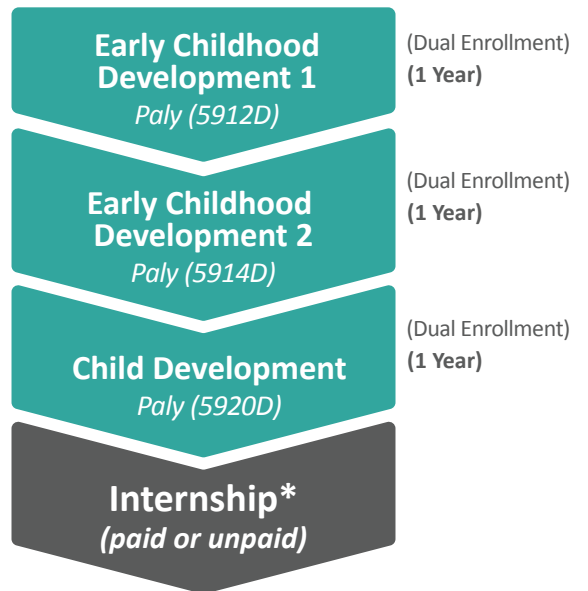 Early Childhood
Development 1
Paly (5912D)
(Dual Enrollment)
(1 Year)
Early Childhood
Development 2
Paly (5914D)
(Dual Enrollment)
(1 Year)
Child Development
Paly (5920D)
(Dual Enrollment)
(1 Year)
Internship*
(paid or unpaid)